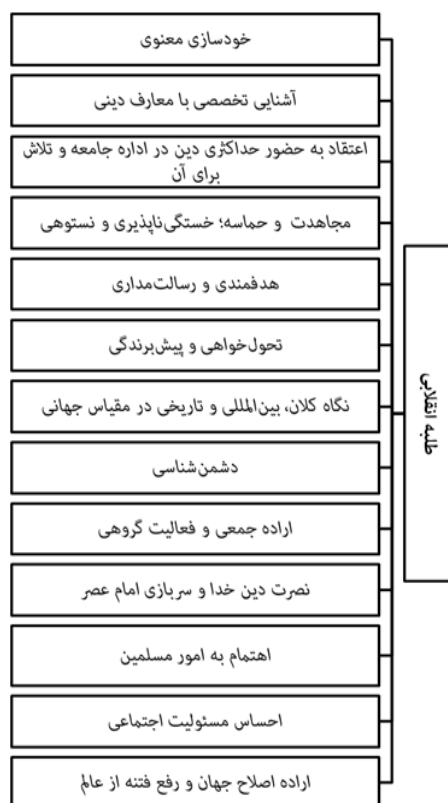 خودسازی معنوی
آشنایی تخصصی با معارف دینی
اعتقاد به حضور حداکثری دین در اداره جامعه و تلاش
برای آن
مجاهدت و حماسه؛ خستگی‌ناپذیری و نستوهی
هدفمندی و رسالت‌مداری
تحول‌خواهی و پیش‌برندگی
نگاه کلان، بین‌المللی و تاریخی در مقیاس جهانی
دشمن‌شناسی
اراده جمعی و فعالیت گروهی
نصرت دین خدا و سربازی امام عصر
اهتمام به امور مسلمین
احساس مسئولیت اجتماعی
اراده اصلاح جهان و رفع فتنه از عالم
طلبه انقلابی